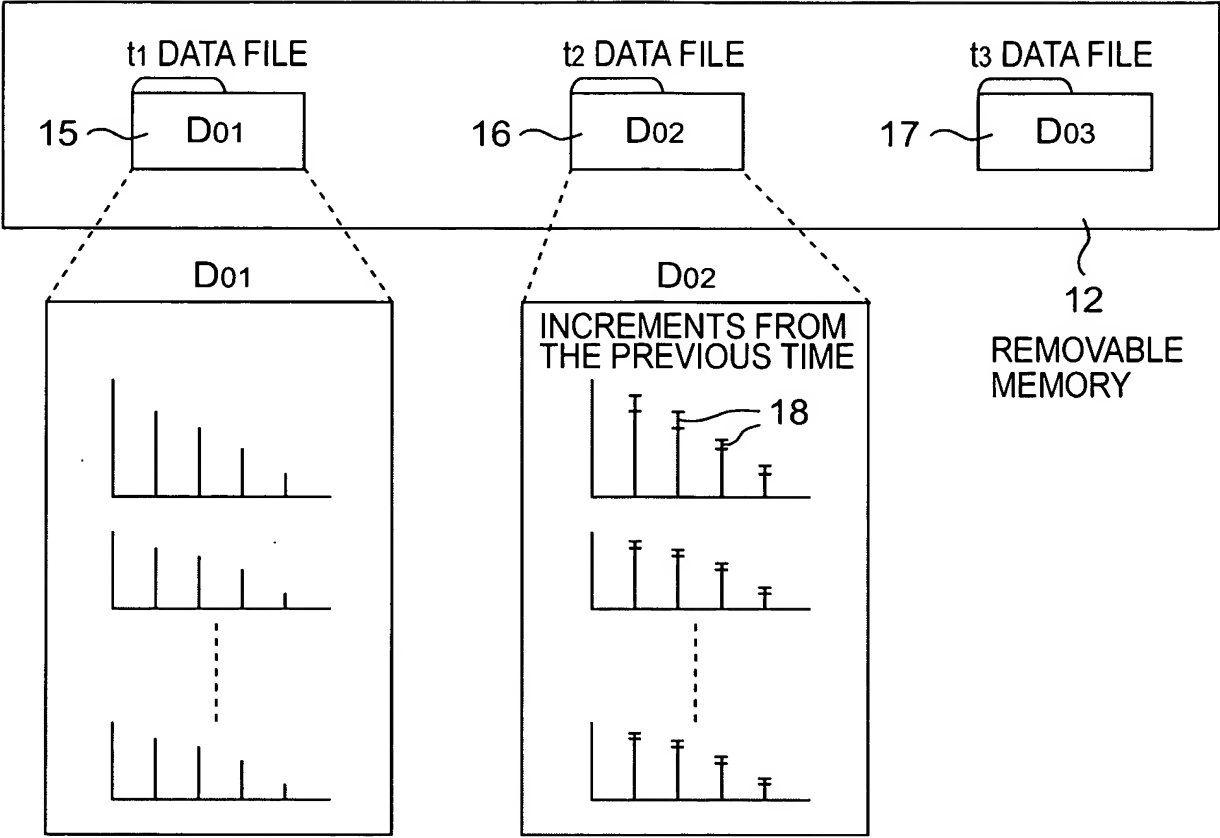 t1 DATA FILE
t2 DATA FILE
t3 DATA FILE
15
D01
16
D02
17
D03
D01
D02
12
REMOVABLE
MEMORY
INCREMENTS FROM
THE PREVIOUS TIME
18